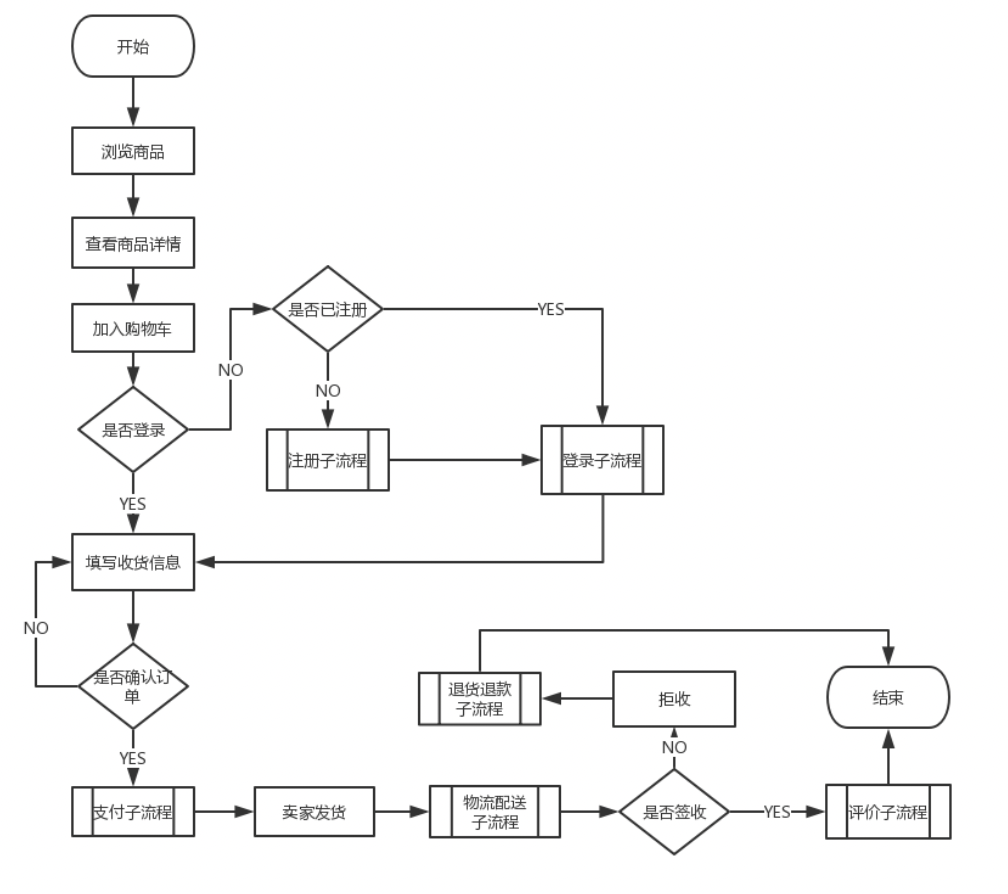 开始
浏览商品
查看商品详情
加入购物车
是否已注册
YES
NO
NO
是否登录
注册子流程
登录子流程
YES
填写收货信息
NO
是否确认订
单
YES
退货退款
子流程
拒收
结束
NO
支付子流程
卖家发货
物流配送
子流程
是否签收
YES
评价子流程